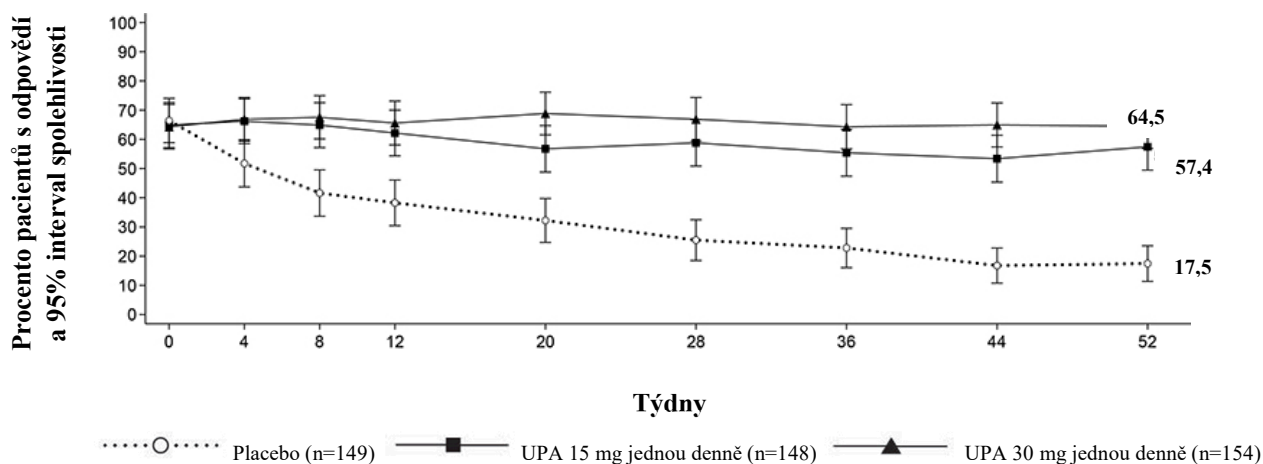 Procento pacientů s odpovědí
a 95% interval spolehlivosti
100
90
80
70
60
50
40
30
20
10
0
64,5
57,4
17,5
0 4 8 12 20 28 36 44 52
Týdny
Placebo (n=149) UPA 15 mg jednou denně (n=148) UPA 30 mg jednou denně (n=154)